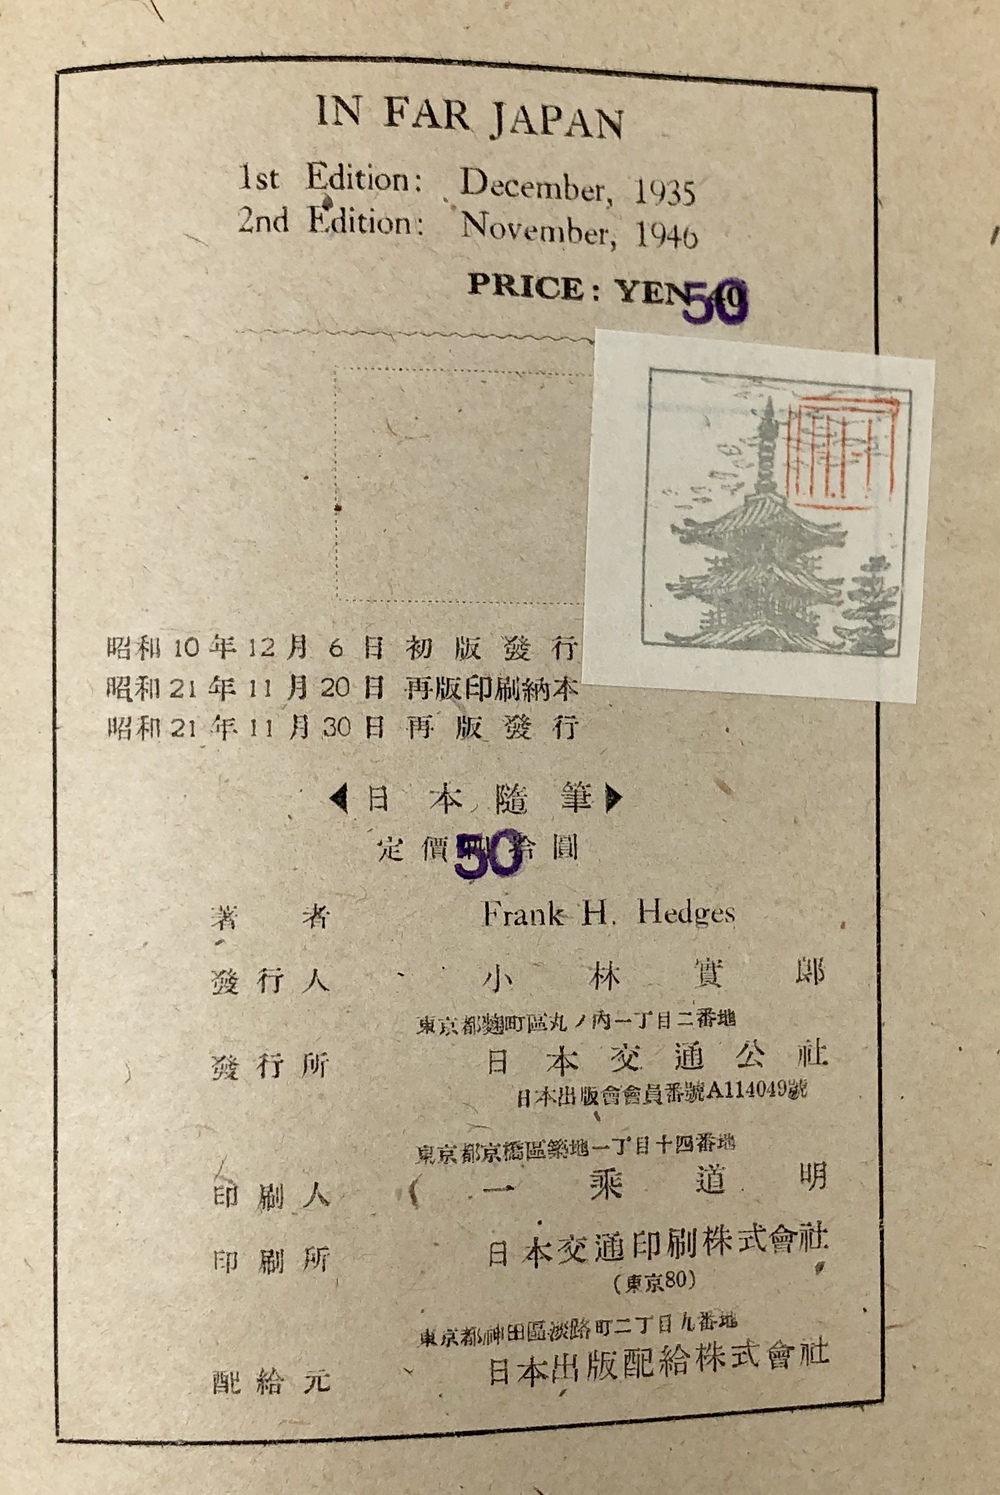 IN FAR JAPAN
1st Edition: December, 1935
2nd Edition: November, 1946
PRICE: YEN 40
50
昭和10年12月6日初版發行
昭和21年11月20日再版印刷納本
昭和21年11月30日再版發行
日本隨筆
定價四拾圓
50
著者 Frank H. Hedges
發行人 小林實郎
東京都麴町區丸ノ內一丁目二番地
發行所 日本交通公社
日本出版會會員番號A114049號
東京都京橋區築地一丁目十四番地
印刷人 一乘道明
印刷所 日本交通印刷株式會社
(東京80)
東京都神田區淡路町二丁目九番地
配給元 日本出版配給株式會社